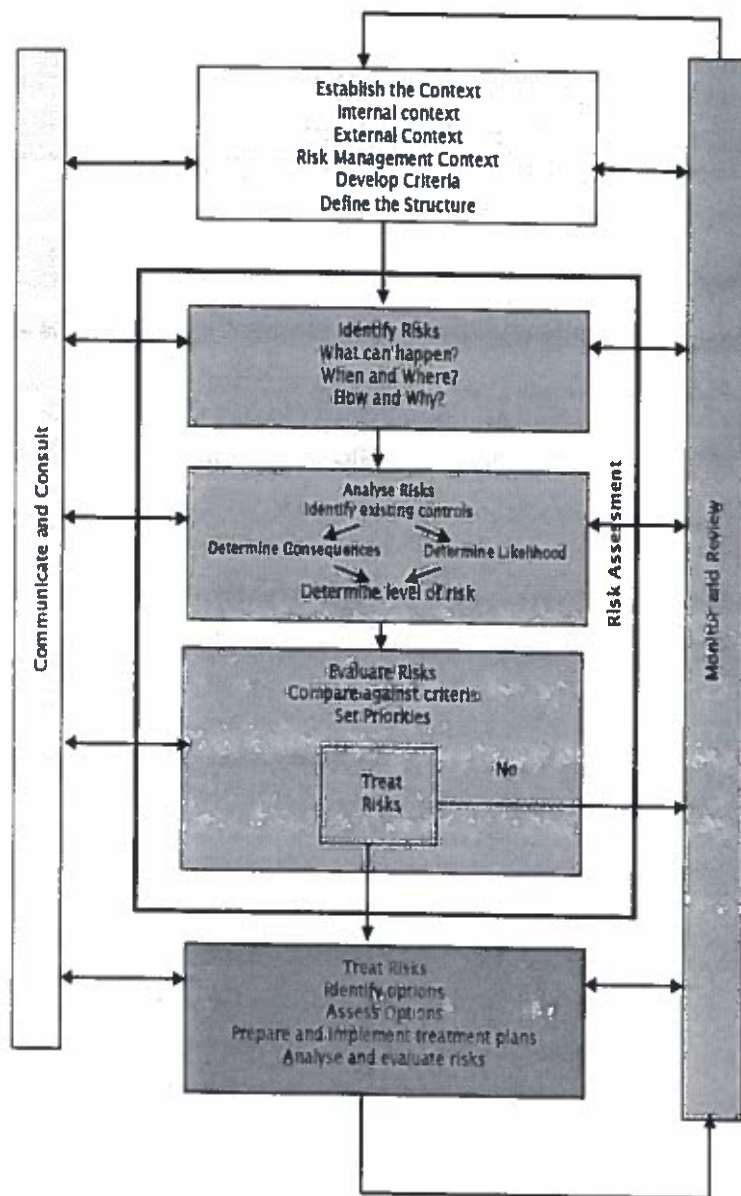 Establish the Context
Internal context
External Context
Risk Management Context
Develop Criteria
Define the Structure
Communicate and Consult
Identify Risks
What can happen?
When and Where?
How and Why?
Analyse Risks
Identify existing controls
Determine Consequences
Determine Likelihood
Determine level of risk
Risk Assessment
Monitor and Review
Evaluate Risks
Compare against criteria
Set Priorities
Treat
Risks
No
Treat Risks
Identify options
Assess Options
Prepare and implement treatment plans
Analyse and evaluate risks